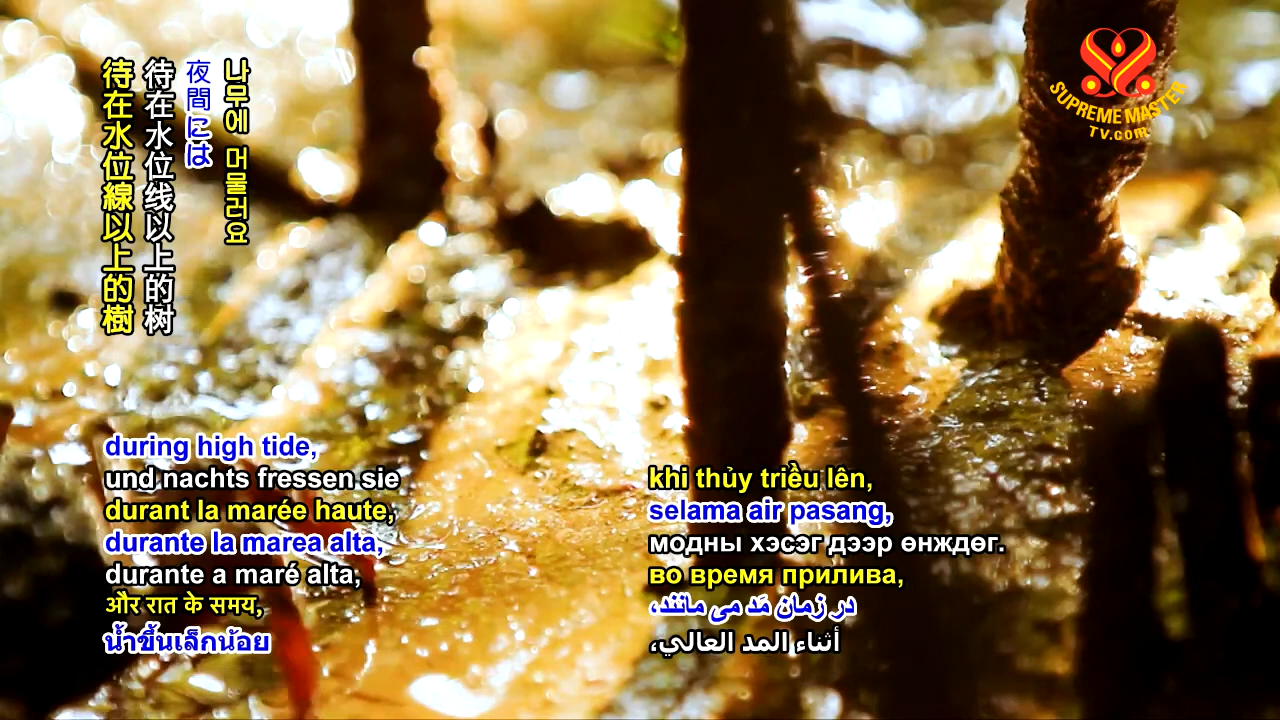 待在水位線以上的樹
待在水位线以上的树
夜間には
나무에 머물러요
SUPREME MASTER
TV.COM
during high tide,
und nachts fressen sie
durant la marée haute,
durante la marea alta,
durante a maré alta,
और रात के समय,
น้ำขึ้นเล็กน้อย
khi thủy triều lên,
selama air pasang,
модны хэсэг дээр өнждөг.
во время прилива,
در زمان مَد می مانند،
أثناء المد العالي،